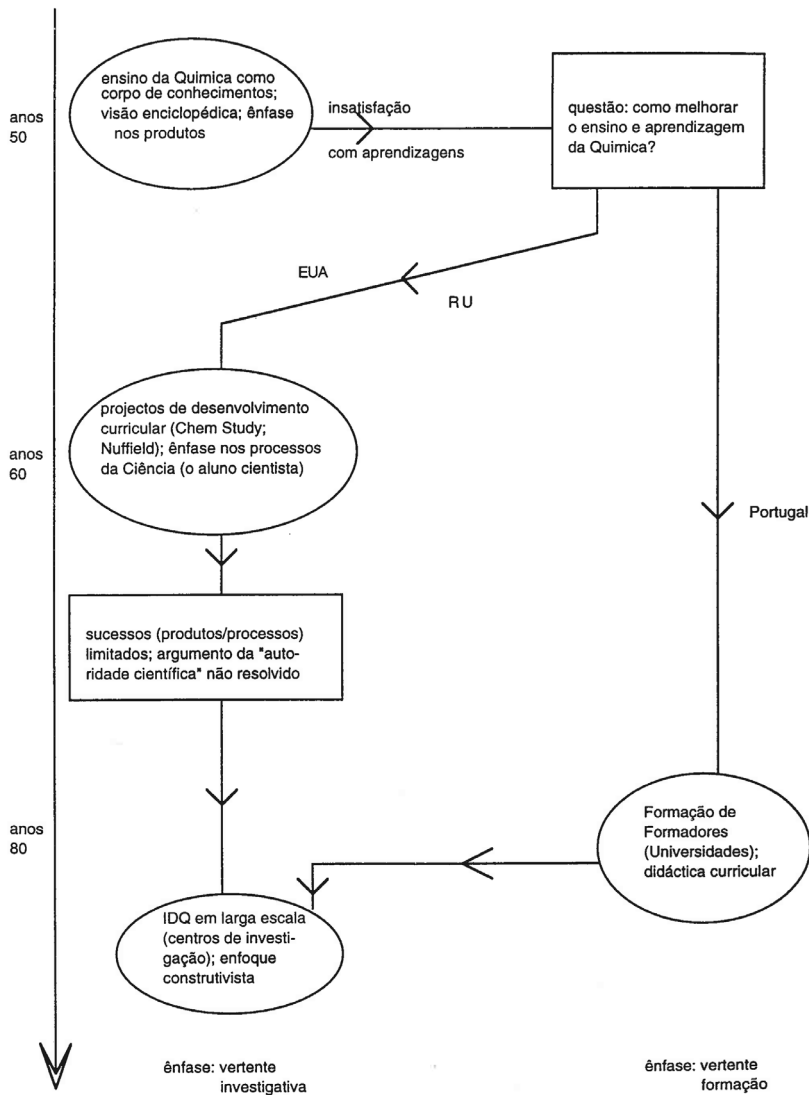 anos
50
ensino da Quimica como
corpo de conhecimentos;
visão enciclopédica; ênfase
nos produtos
insatisfação
com aprendizagens
questão: como melhorar
o ensino e aprendizagem
da Quimica?
EUA
RU
anos
60
projectos de desenvolvimento
curricular (Chem Study;
Nuffield); ênfase nos processos
da Ciência (o aluno cientista)
Portugal
sucessos (produtos/processos)
limitados; argumento da "auto-
ridade científica" não resolvido
anos
80
Formação de
Formadores
(Universidades);
didáctica curricular
IDQ em larga escala
(centros de investi-
gação); enfoque
construtivista
ênfase: vertente
investigativa
ênfase: vertente
formação